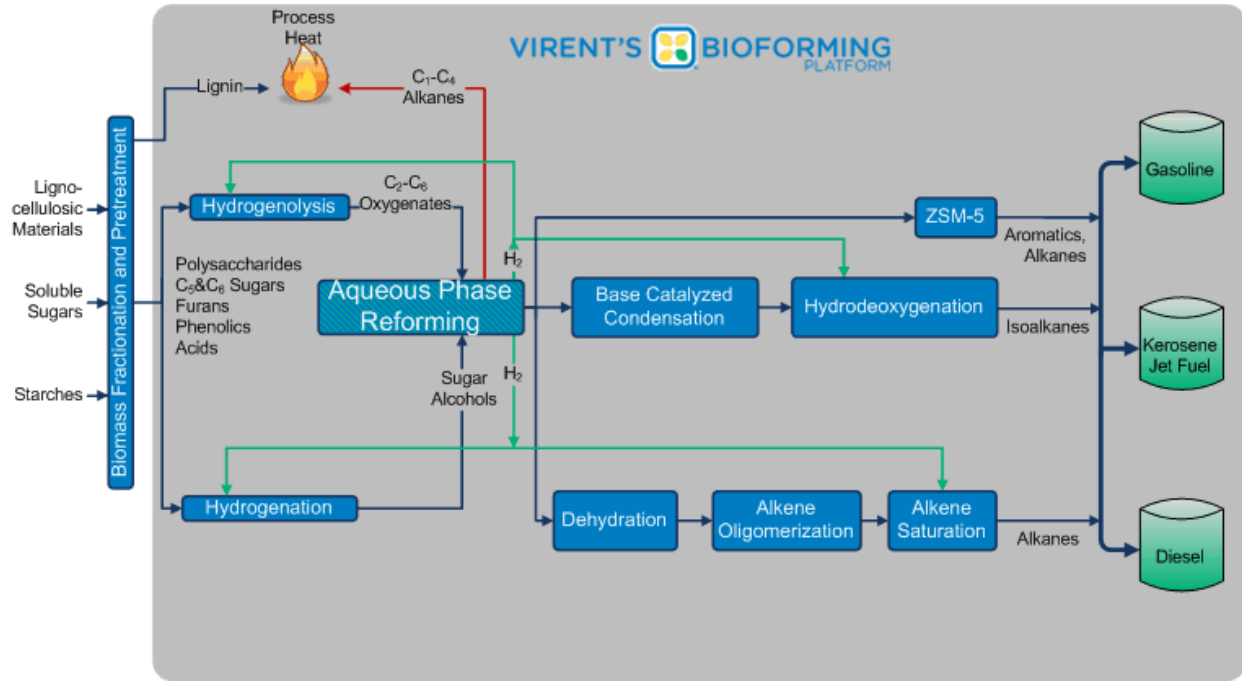 Process
Heat
VIRENT'S BIOFORMING
PLATFORM
Lignin
C₁-C₄
Alkanes
Biomass Fractionation and Pretreatment
Ligno-
cellulosic
Materials
Soluble
Sugars
Starches
Hydrogenolysis
C₂-C₆
Oxygenates
Polysaccharides
C₅&C₆ Sugars
Furans
Phenolics
Acids
H₂
Aqueous Phase
Reforming
H₂
Sugar
Alcohols
Hydrogenation
ZSM-5
Aromatics,
Alkanes
Base Catalyzed
Condensation
Hydrodeoxygenation
Isoalkanes
Dehydration
Alkene
Oligomerization
Alkene
Saturation
Alkanes
Gasoline
Kerosene
Jet Fuel
Diesel